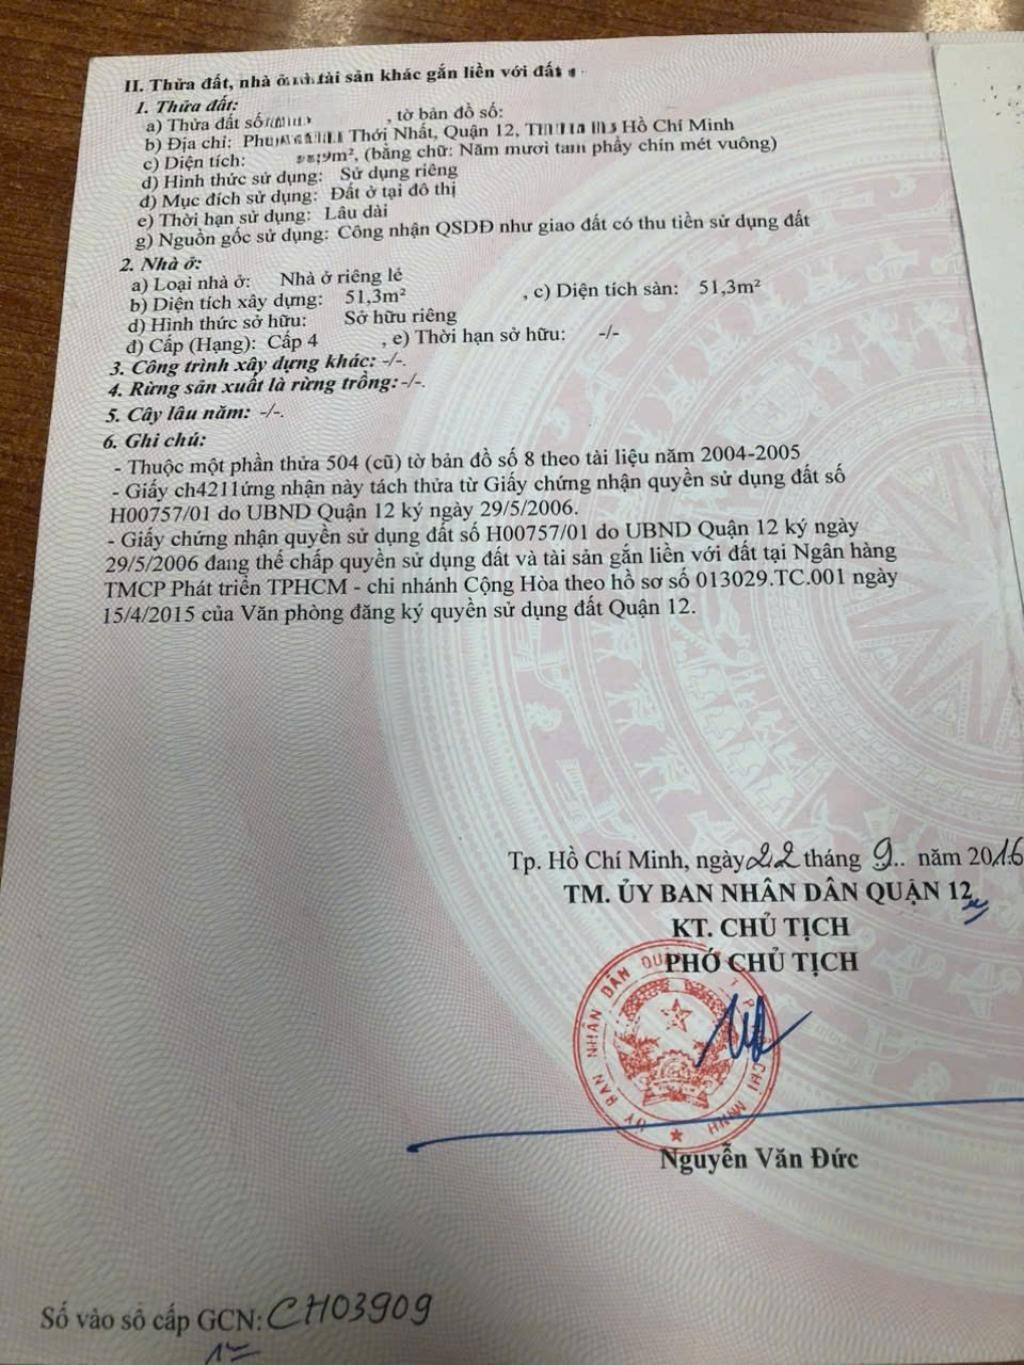 II. Thửa đất, nhà ở tài sản khác gắn liền với đất
1. Thửa đất:
a) Thửa đất số , tờ bản đồ số:
b) Địa chỉ: Thới Nhất, Quận 12, Hồ Chí Minh
c) Diện tích: m², (bằng chữ: Năm mươi tám phẩy chín mét vuông)
d) Hình thức sử dụng: Sử dụng riêng
đ) Mục đích sử dụng: Đất ở tại đô thị
e) Thời hạn sử dụng: Lâu dài
g) Nguồn gốc sử dụng: Công nhận QSDĐ như giao đất có thu tiền sử dụng đất
2. Nhà ở:
a) Loại nhà ở: Nhà ở riêng lẻ
b) Diện tích xây dựng: 51,3m² , c) Diện tích sàn: 51,3m²
d) Hình thức sở hữu: Sở hữu riêng
đ) Cấp (Hạng): Cấp 4 , e) Thời hạn sở hữu: -/-
3. Công trình xây dựng khác: -/-.
4. Rừng sản xuất là rừng trồng: -/-.
5. Cây lâu năm: -/-.
6. Ghi chú:
- Thuộc một phần thửa 504 (cũ) tờ bản đồ số 8 theo tài liệu năm 2004-2005
- Giấy ch4211ứng nhận này tách thửa từ Giấy chứng nhận quyền sử dụng đất số
H00757/01 do UBND Quận 12 ký ngày 29/5/2006.
- Giấy chứng nhận quyền sử dụng đất số H00757/01 do UBND Quận 12 ký ngày
29/5/2006 đang thế chấp quyền sử dụng đất và tài sản gắn liền với đất tại Ngân hàng
TMCP Phát triển TPHCM - chi nhánh Cộng Hòa theo hồ sơ số 013029.TC.001 ngày
15/4/2015 của Văn phòng đăng ký quyền sử dụng đất Quận 12.
Tp. Hồ Chí Minh, ngày 22 tháng 9.. năm 2016
TM. ỦY BAN NHÂN DÂN QUẬN 12
KT. CHỦ TỊCH
PHÓ CHỦ TỊCH
ỦY BAN NHÂN DÂN QUẬN CHÍ MINH
Nguyễn Văn Đức
Số vào sổ cấp GCN: CH03909